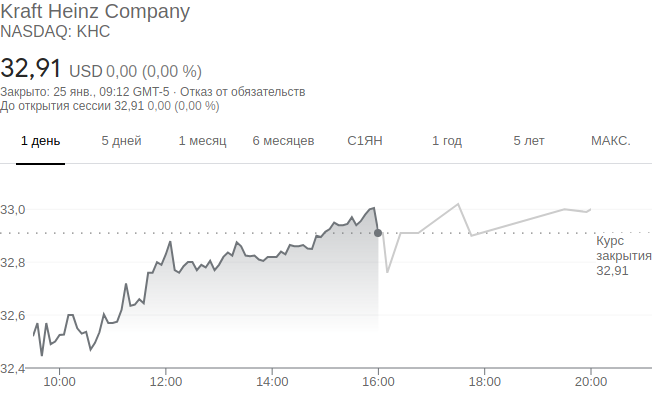 Kraft Heinz Company
NASDAQ: KHC
32,91 USD 0,00 (0,00 %)
Закрыто: 25 янв., 09:12 GMT-5 · Отказ от обязательств
До открытия сессии 32,91 0,00 (0,00 %)
1 день 5 дней 1 месяц 6 месяцев С1ЯН 1 год 5 лет МАКС.
33,0
Курс
закрытия
32,91
32,8
32,6
32,4
10:00 12:00 14:00 16:00 18:00 20:00